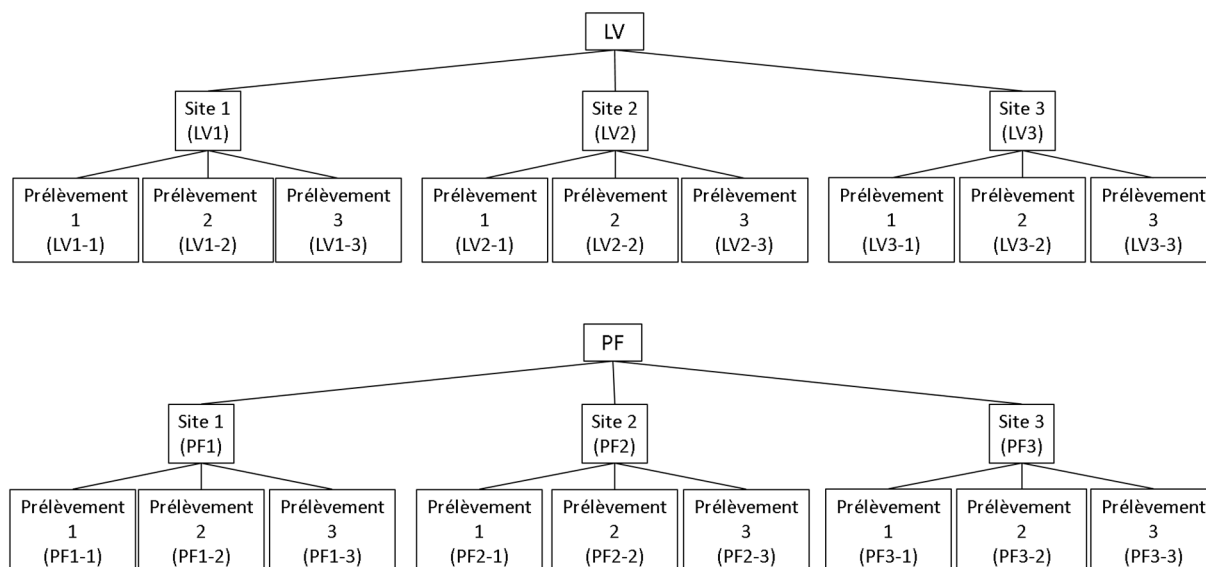 LV
Site 1
(LV1)
Site 2
(LV2)
Site 3
(LV3)
Prélèvement
1
(LV1-1)
Prélèvement
2
(LV1-2)
Prélèvement
3
(LV1-3)
Prélèvement
1
(LV2-1)
Prélèvement
2
(LV2-2)
Prélèvement
3
(LV2-3)
Prélèvement
1
(LV3-1)
Prélèvement
2
(LV3-2)
Prélèvement
3
(LV3-3)
PF
Site 1
(PF1)
Site 2
(PF2)
Site 3
(PF3)
Prélèvement
1
(PF1-1)
Prélèvement
2
(PF1-2)
Prélèvement
3
(PF1-3)
Prélèvement
1
(PF2-1)
Prélèvement
2
(PF2-2)
Prélèvement
3
(PF2-3)
Prélèvement
1
(PF3-1)
Prélèvement
2
(PF3-2)
Prélèvement
3
(PF3-3)